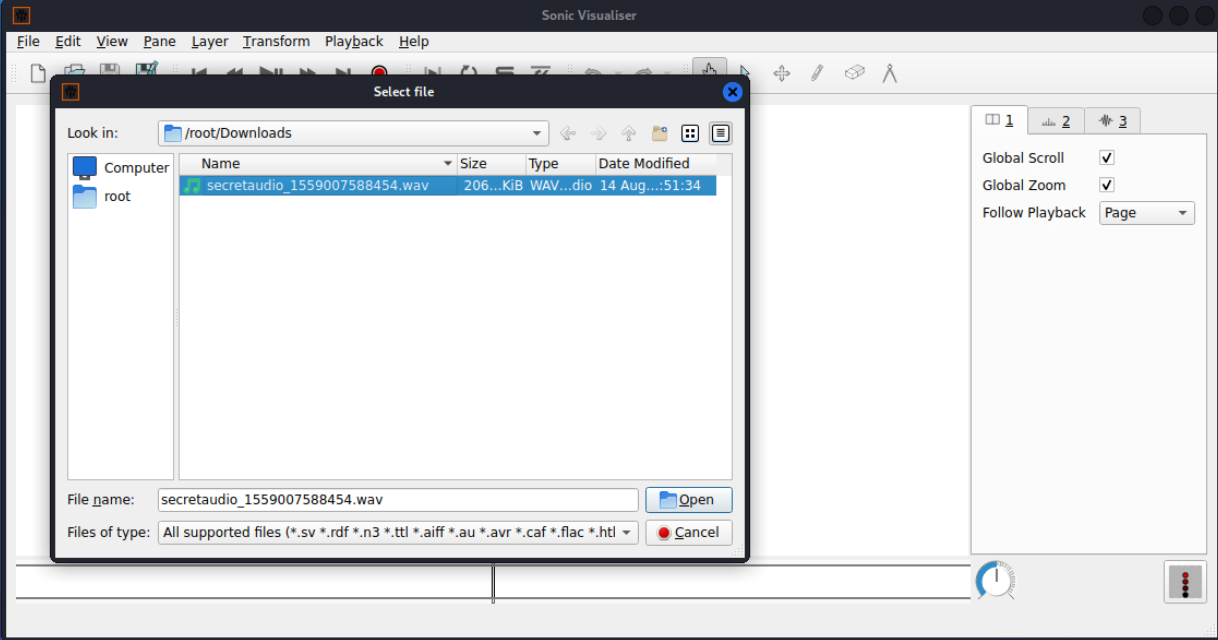 Sonic Visualiser
File Edit View Pane Layer Transform Playback Help
Select file
Look in: /root/Downloads
Computer
root
Name Size Type Date Modified
secretaudio_1559007588454.wav 206...KiB WAV...dio 14 Aug...:51:34
File name: secretaudio_1559007588454.wav Open
Files of type: All supported files (*.sv *.rdf *.n3 *.ttl *.aiff *.au *.avr *.caf *.flac *.htl Cancel
1 2 3
Global Scroll
Global Zoom
Follow Playback Page